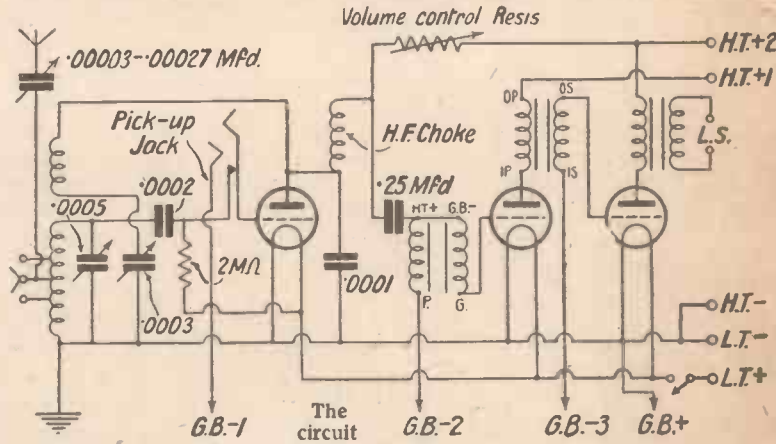 Volume control Resis
.00003-.00027 Mfd.
H.T.+2
H.T.+1
Pick-up
Jack
OP
OS
H.F. Choke
L.S.
.0002
.25 Mfd
IP
IS
.0005
HT+
G.B.-
2MΩ
.0001
.0003
P.
G.
H.T.-
L.T.-
L.T.+
G.B.-1
The
circuit
G.B.-2
G.B.-3
G.B.+